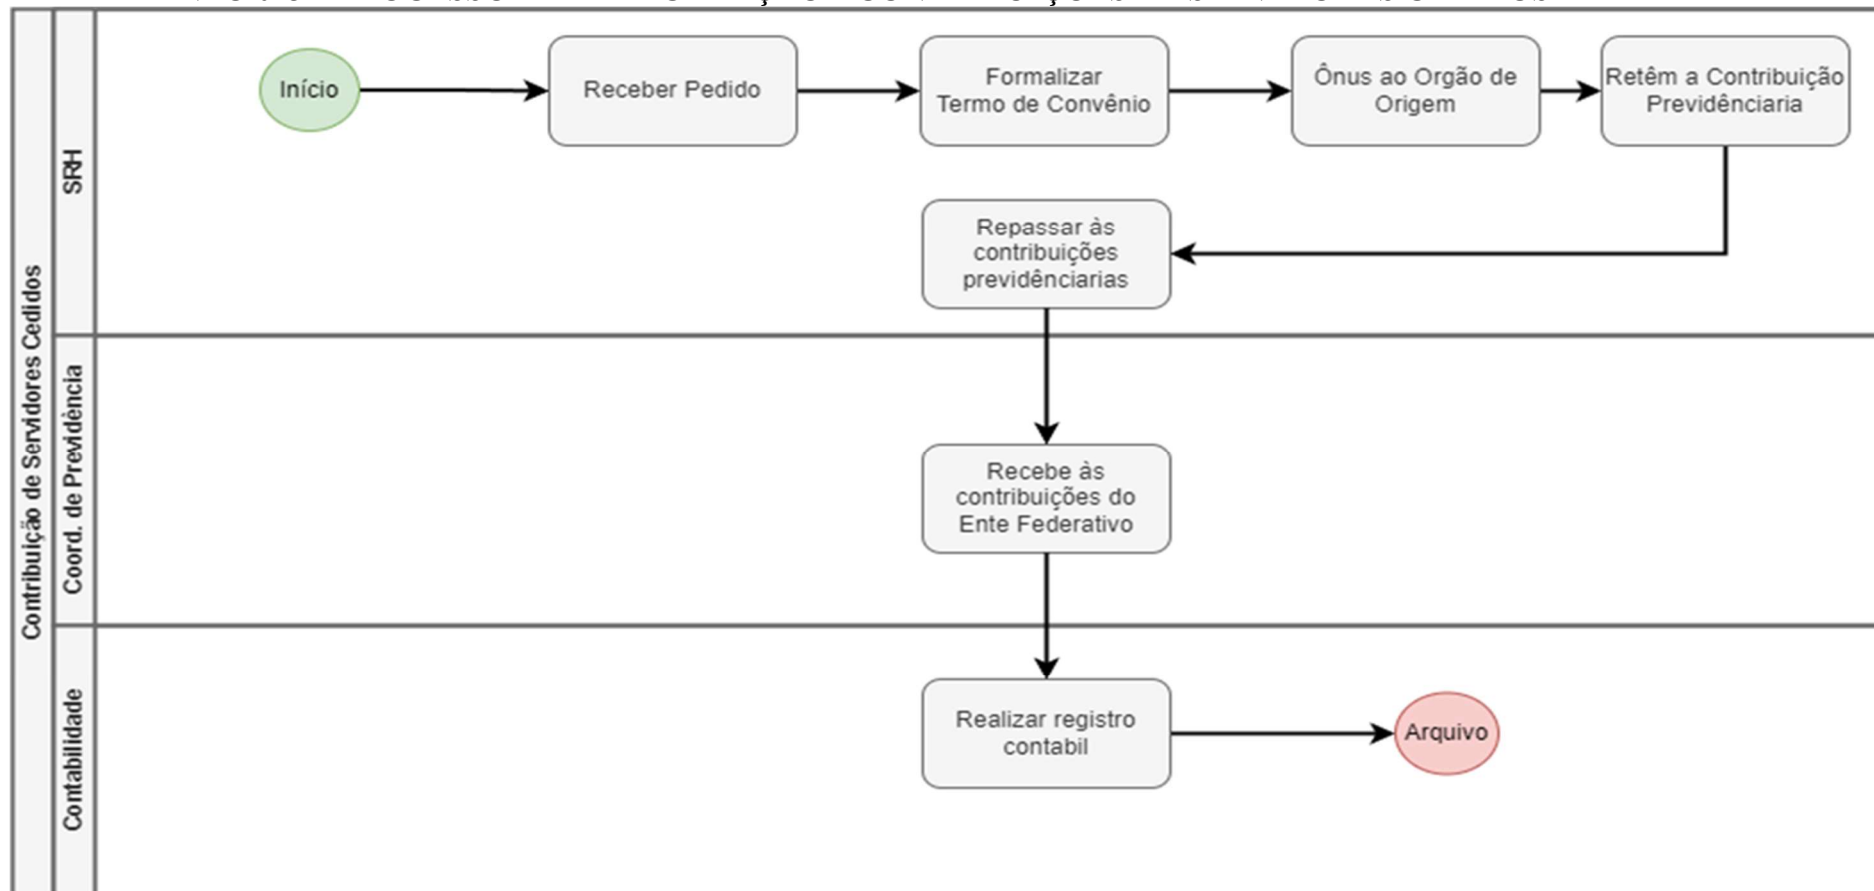 Início
Receber Pedido
Formalizar
Termo de Convênio
Ônus ao Orgão de
Origem
Retêm a Contribuição
Previdênciaria
Repassar às
contribuições
previdênciarias
SRH
Contribuição de Servidores Cedidos
Coord. de Previdência
Recebe às
contribuições do
Ente Federativo
Contabilidade
Realizar registro
contabil
Arquivo